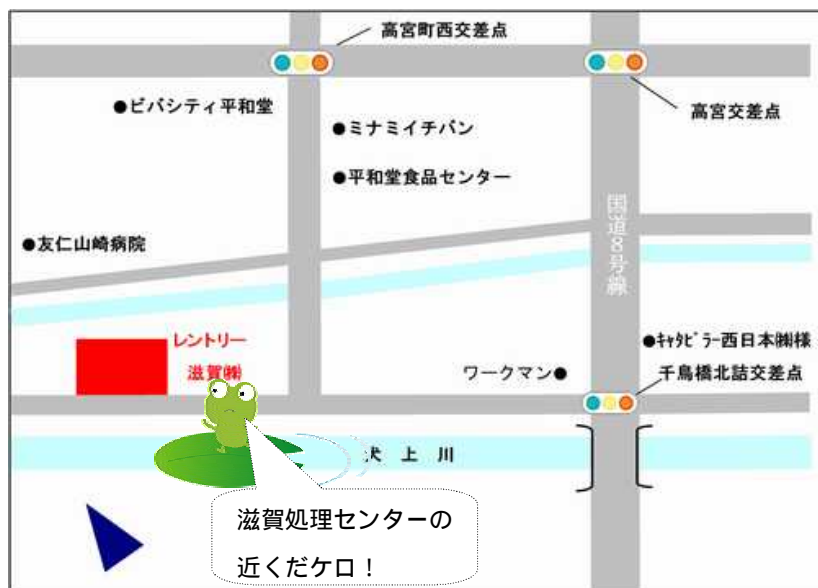 高宮町西交差点
高宮交差点
●ビバシティ平和堂
●ミナミイチバン
●平和堂食品センター
国道8号線
●友仁山崎病院
レントリー
滋賀㈱
●ｷｬﾀﾋﾟﾗｰ西日本㈱様
ワークマン●
千鳥橋北詰交差点
犬上川
滋賀処理センターの
近くだケロ！